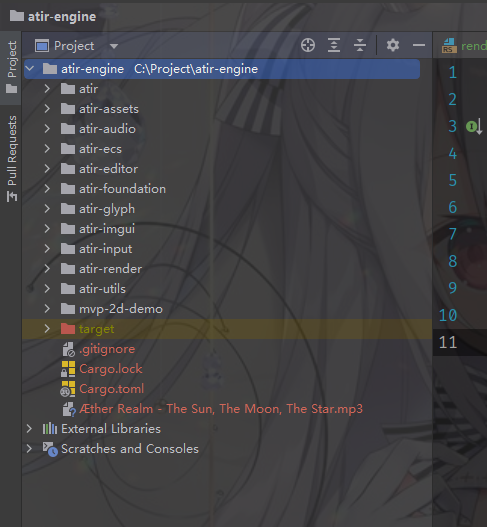 atir-engine
Project
Pull Requests
Project
atir-engine C:\Project\atir-engine
atir
atir-assets
atir-audio
atir-ecs
atir-editor
atir-foundation
atir-glyph
atir-imgui
atir-input
atir-render
atir-utils
mvp-2d-demo
target
.gitignore
Cargo.lock
Cargo.toml
Æther Realm - The Sun, The Moon, The Star.mp3
External Libraries
Scratches and Consoles
RS rend
1
2
3
4
5
6
7
8
9
10
11